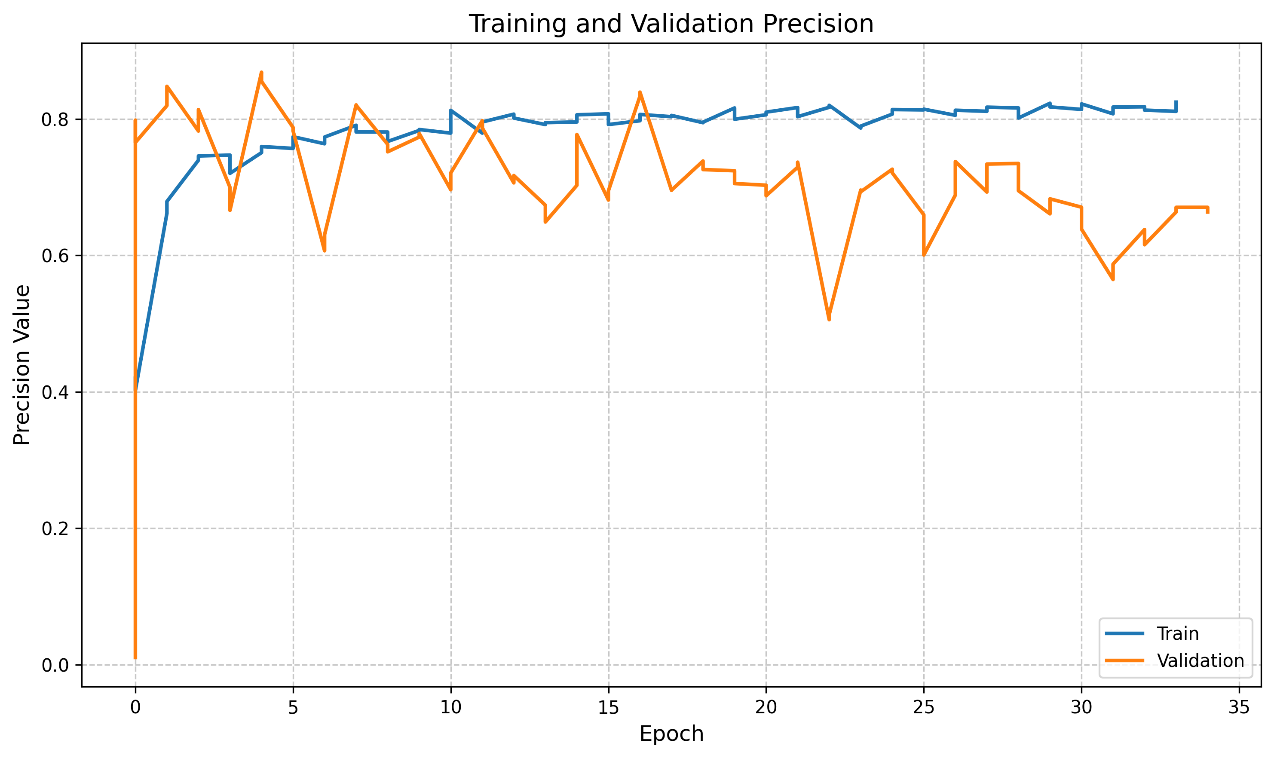 Training and Validation Precision
Precision Value
0.8
0.6
0.4
0.2
0.0
Train
Validation
0 5 10 15 20 25 30 35
Epoch